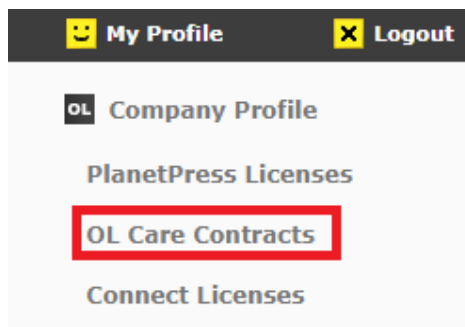 My Profile Logout
OL Company Profile
PlanetPress Licenses
OL Care Contracts
Connect Licenses